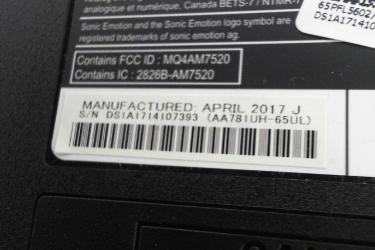 analogique et numérique. Canada BETS-7 / NTMR-7
Sonic Emotion and the Sonic Emotion logo symbol are
registered trademarks of sonic emotion ag.
65PFL5602/
DS1A171410
Contains FCC ID : MQ4AM7520
Contains IC : 2826B-AM7520
MANUFACTURED: APRIL 2017 J
S/N DS1A1714107393 (AA781UH-65UL)